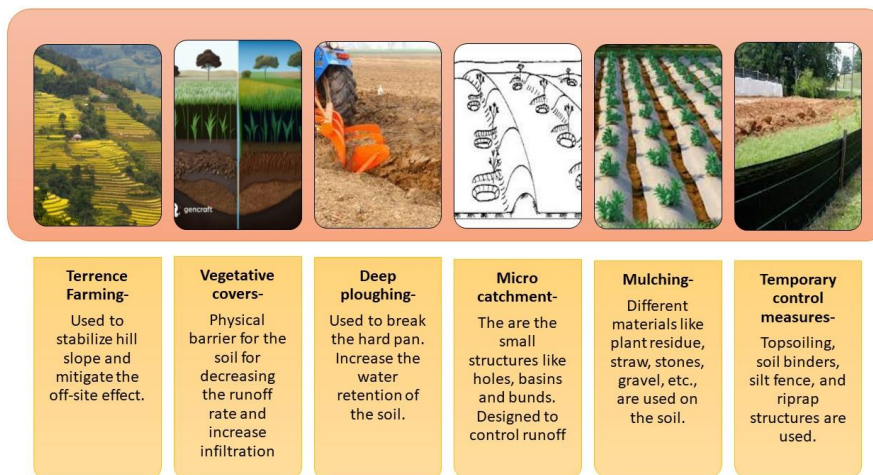 gencraft
Terrence
Farming-
Used to
stabilize hill
slope and
mitigate the
off-site effect.
Vegetative
covers-
Physical
barrier for the
soil for
decreasing
the runoff
rate and
increase
infiltration
Deep
ploughing-
Used to break
the hard pan.
Increase the
water
retention of
the soil.
Micro
catchment-
The are the
small
structures like
holes, basins
and bunds.
Designed to
control runoff
Mulching-
Different
materials like
plant residue,
straw, stones,
gravel, etc.,
are used on
the soil.
Temporary
control
measures-
Topsoiling,
soil binders,
silt fence, and
riprap
structures are
used.